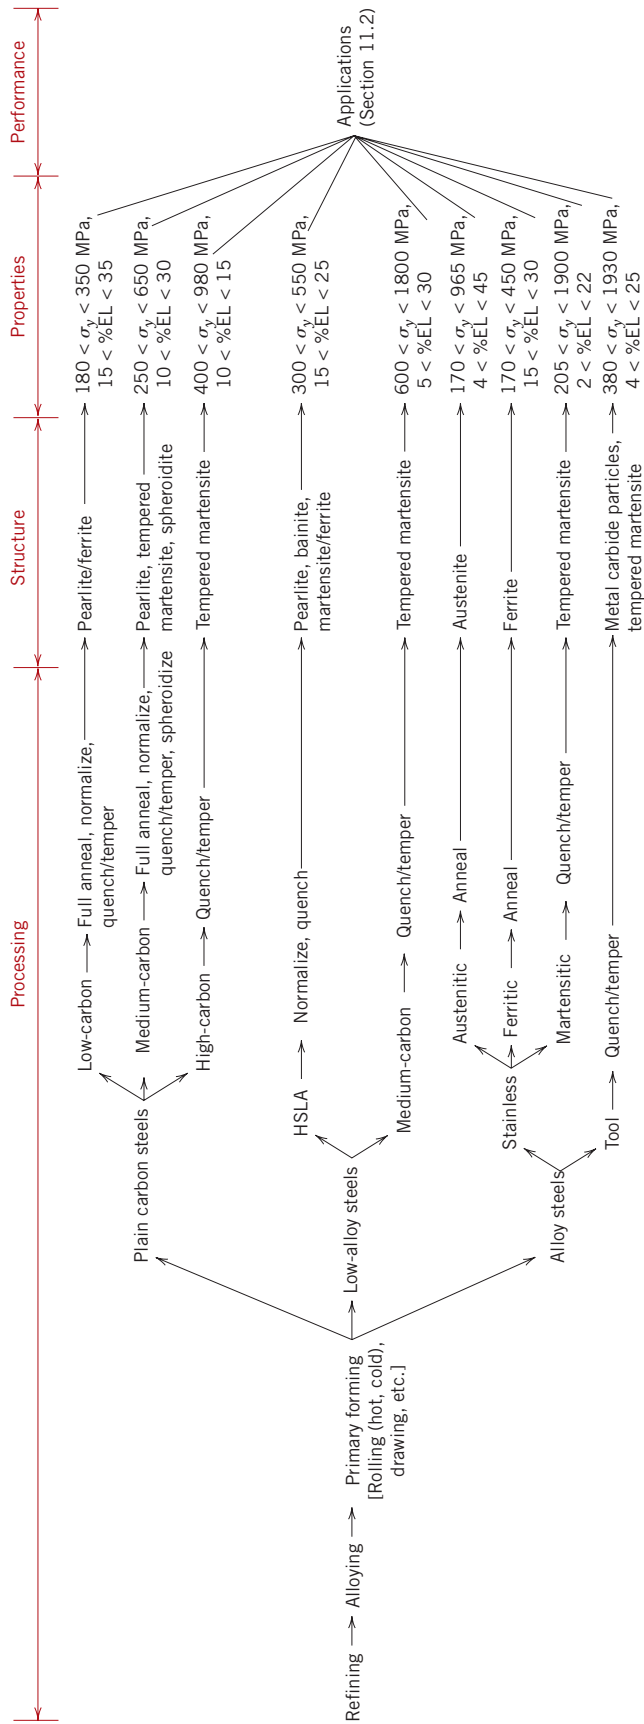 Processing
Structure
Properties
Performance
Refining
Alloying
Primary forming
[Rolling (hot, cold),
drawing, etc.]
Plain carbon steels
Low-carbon
Full anneal, normalize,
quench/temper
Pearlite/ferrite
180 < σy < 350 MPa,
15 < %EL < 35
Medium-carbon
Full anneal, normalize,
quench/temper, spheroidize
Pearlite, tempered
martensite, spheroidite
250 < σy < 650 MPa,
10 < %EL < 30
High-carbon
Quench/temper
Tempered martensite
400 < σy < 980 MPa,
10 < %EL < 15
Low-alloy steels
HSLA
Normalize, quench
Pearlite, bainite,
martensite/ferrite
300 < σy < 550 MPa,
15 < %EL < 25
Medium-carbon
Quench/temper
Tempered martensite
600 < σy < 1800 MPa,
5 < %EL < 30
Alloy steels
Stainless
Austenitic
Anneal
Austenite
170 < σy < 965 MPa,
4 < %EL < 45
Ferritic
Anneal
Ferrite
170 < σy < 450 MPa,
15 < %EL < 30
Martensitic
Quench/temper
Tempered martensite
205 < σy < 1900 MPa,
2 < %EL < 22
Tool
Quench/temper
Metal carbide particles,
tempered martensite
380 < σy < 1930 MPa,
4 < %EL < 25
Applications
(Section 11.2)